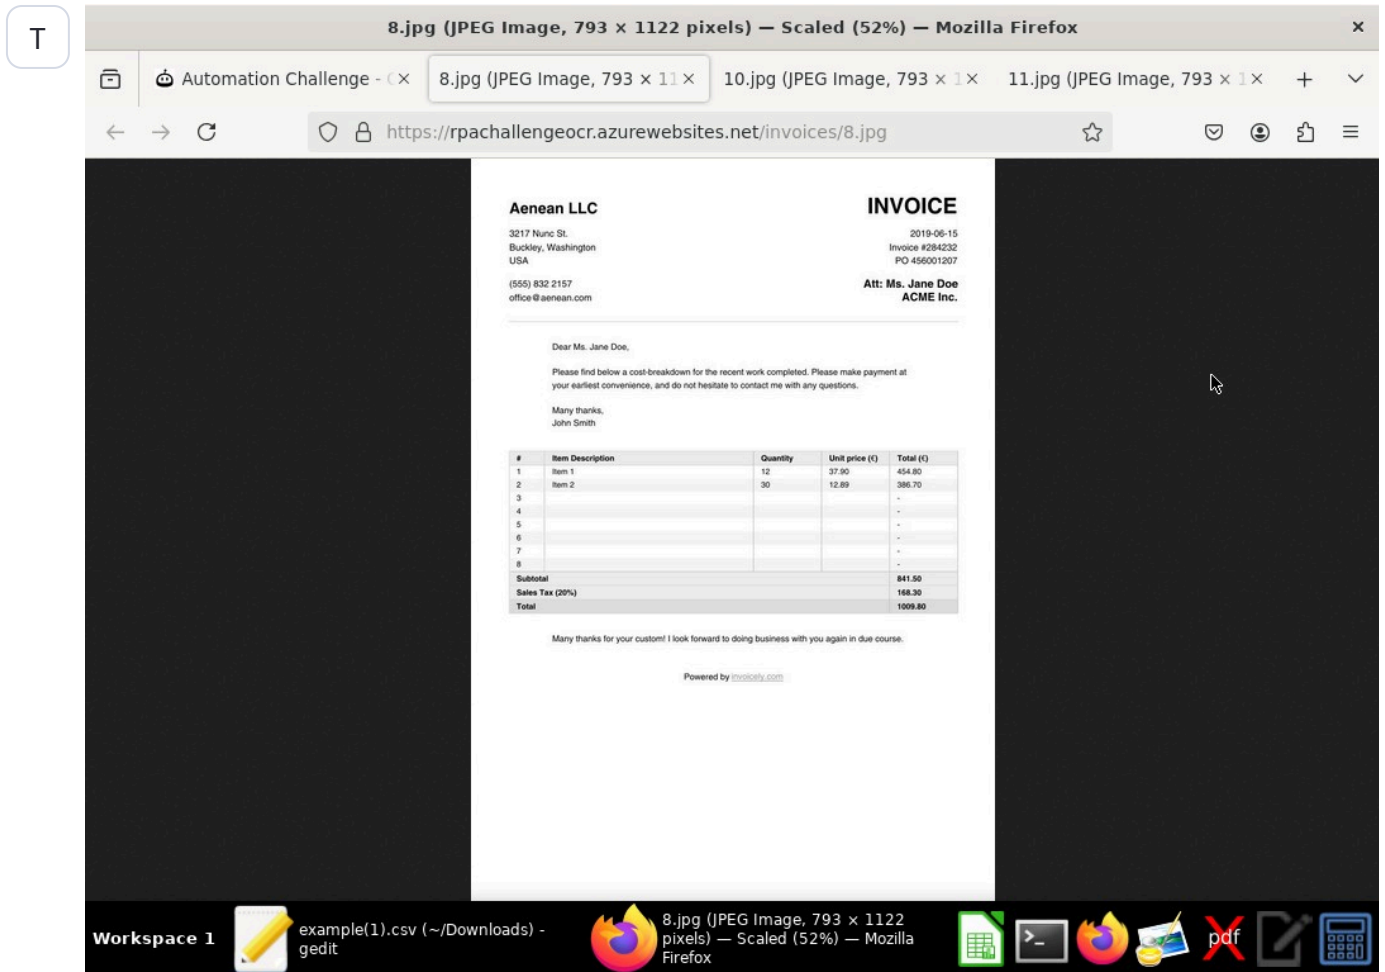 T
8.jpg (JPEG Image, 793 × 1122 pixels) — Scaled (52%) — Mozilla Firefox
Automation Challenge -
8.jpg (JPEG Image, 793 × 11
10.jpg (JPEG Image, 793 × 1
11.jpg (JPEG Image, 793 × 1
https://rpachallengeocr.azurewebsites.net/invoices/8.jpg
Aenean LLC
INVOICE
3217 Nunc St.
2019-06-15
Buckley, Washington
Invoice #284232
USA
PO 456001207
(555) 832 2157
Att: Ms. Jane Doe
office@aenean.com
ACME Inc.
Dear Ms. Jane Doe,
Please find below a cost-breakdown for the recent work completed. Please make payment at
your earliest convenience, and do not hesitate to contact me with any questions.
Many thanks,
John Smith
# Item Description Quantity Unit price (€) Total (€)
1 Item 1 12 37.90 454.80
2 Item 2 30 12.89 386.70
3 -
4 -
5 -
6 -
7 -
8 -
Subtotal 841.50
Sales Tax (20%) 168.30
Total 1009.80
Many thanks for your custom! I look forward to doing business with you again in due course.
Powered by invoicely.com
Workspace 1
example(1).csv (~/Downloads) -
gedit
8.jpg (JPEG Image, 793 × 1122
pixels) — Scaled (52%) — Mozilla
Firefox
pdf